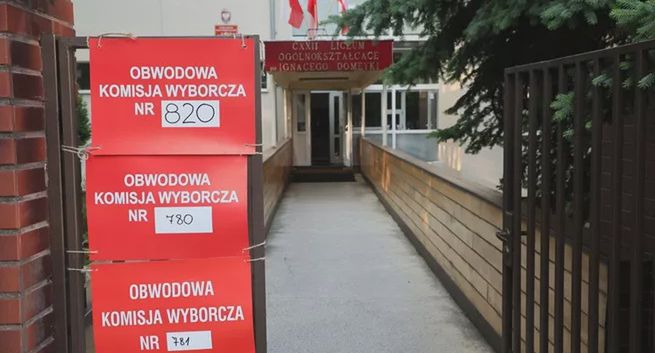 CXXII LICEUM
OGÓLNOKSZTAŁCĄCE
IGNACEGO DOMEYKI
OBWODOWA
KOMISJA WYBORCZA
NR 820
OBWODOWA
KOMISJA WYBORCZA
NR 780
OBWODOWA
KOMISJA WYBORCZA
NR 781